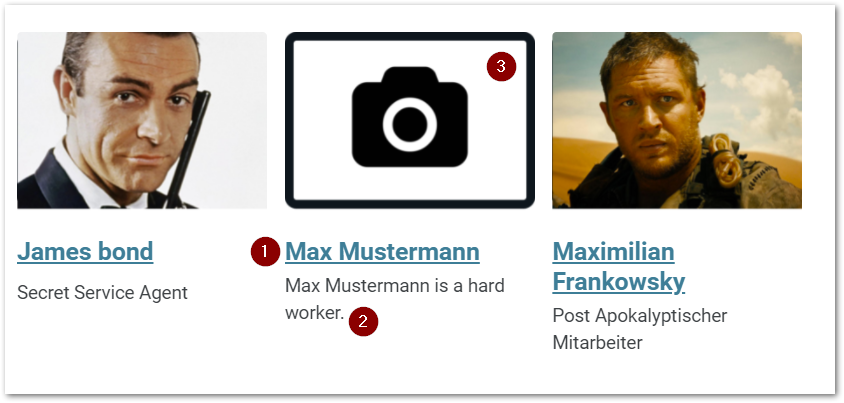 3
James bond
Secret Service Agent
1
Max Mustermann
Max Mustermann is a hard
worker.
2
Maximilian
Frankowsky
Post Apokalyptischer
Mitarbeiter